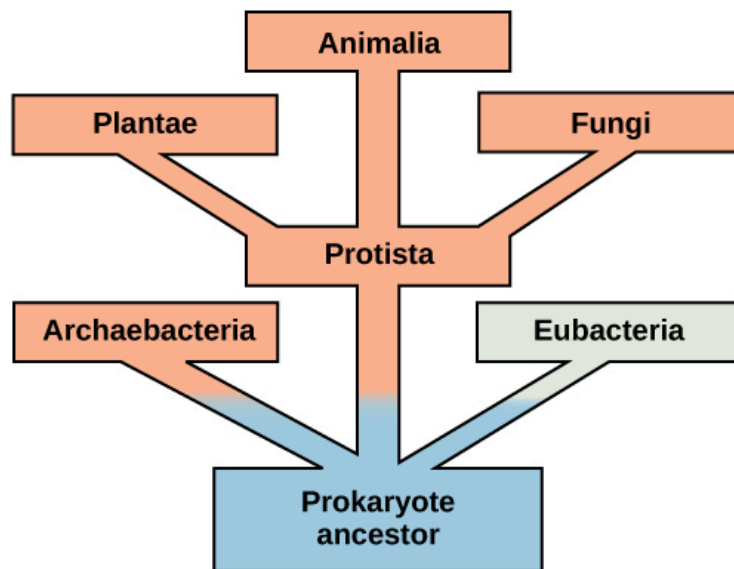 Animalia
Plantae
Fungi
Protista
Archaebacteria
Eubacteria
Prokaryote
ancestor